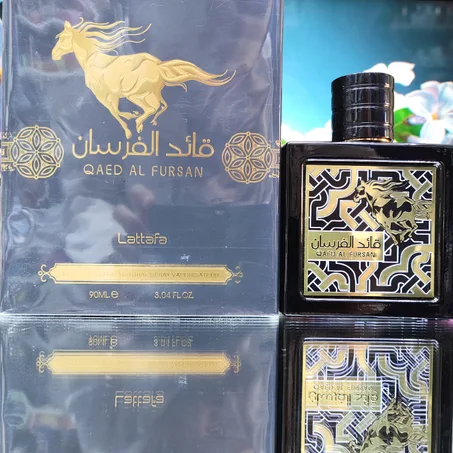 قائد الفرسان
QAED AL FURSAN
Lattafa
90ML e
3.04 FL.OZ
قائد الفرسان
QAED AL FURSAN